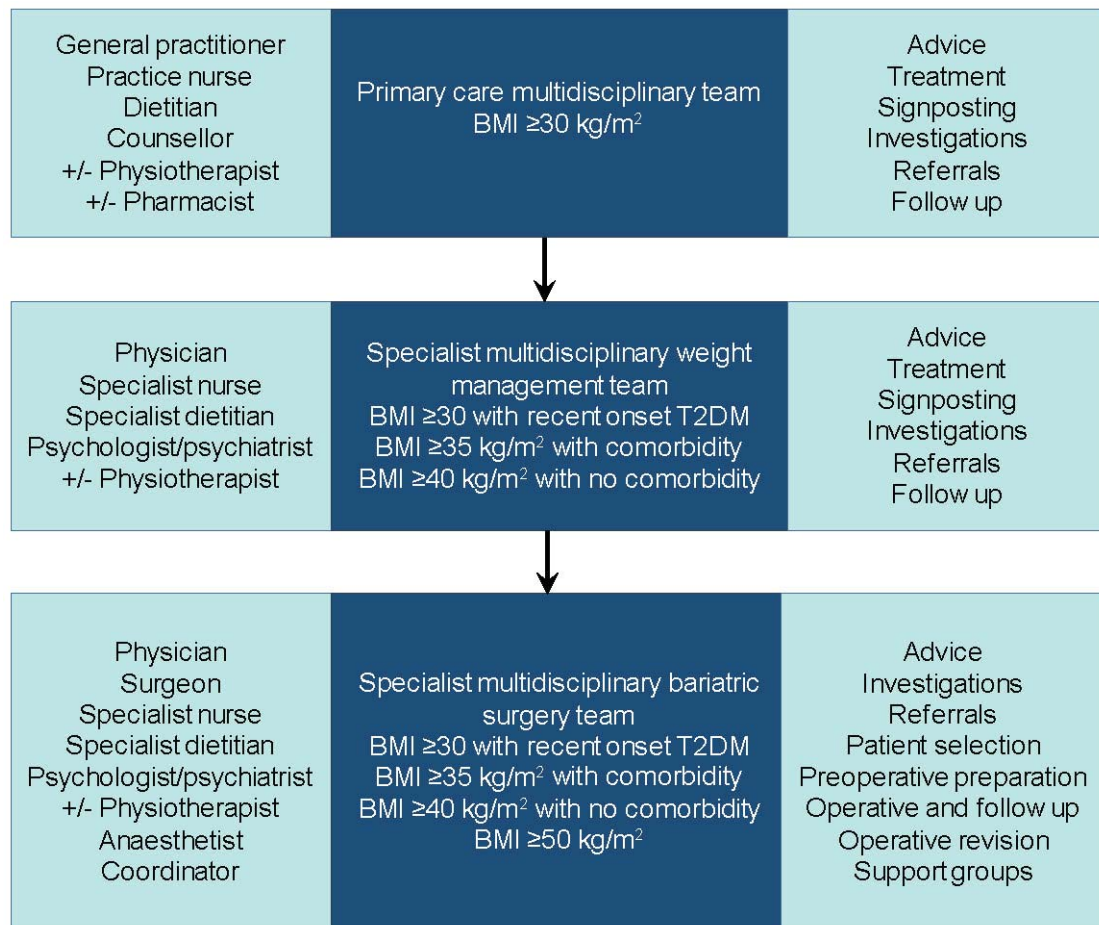 General practitioner
Practice nurse
Dietitian
Counsellor
+/- Physiotherapist
+/- Pharmacist
Primary care multidisciplinary team
BMI ≥30 kg/m²
Advice
Treatment
Signposting
Investigations
Referrals
Follow up
Physician
Specialist nurse
Specialist dietitian
Psychologist/psychiatrist
+/- Physiotherapist
Specialist multidisciplinary weight
management team
BMI ≥30 with recent onset T2DM
BMI ≥35 kg/m² with comorbidity
BMI ≥40 kg/m² with no comorbidity
Advice
Treatment
Signposting
Investigations
Referrals
Follow up
Physician
Surgeon
Specialist nurse
Specialist dietitian
Psychologist/psychiatrist
+/- Physiotherapist
Anaesthetist
Coordinator
Specialist multidisciplinary bariatric
surgery team
BMI ≥30 with recent onset T2DM
BMI ≥35 kg/m² with comorbidity
BMI ≥40 kg/m² with no comorbidity
BMI ≥50 kg/m²
Advice
Investigations
Referrals
Patient selection
Preoperative preparation
Operative and follow up
Operative revision
Support groups